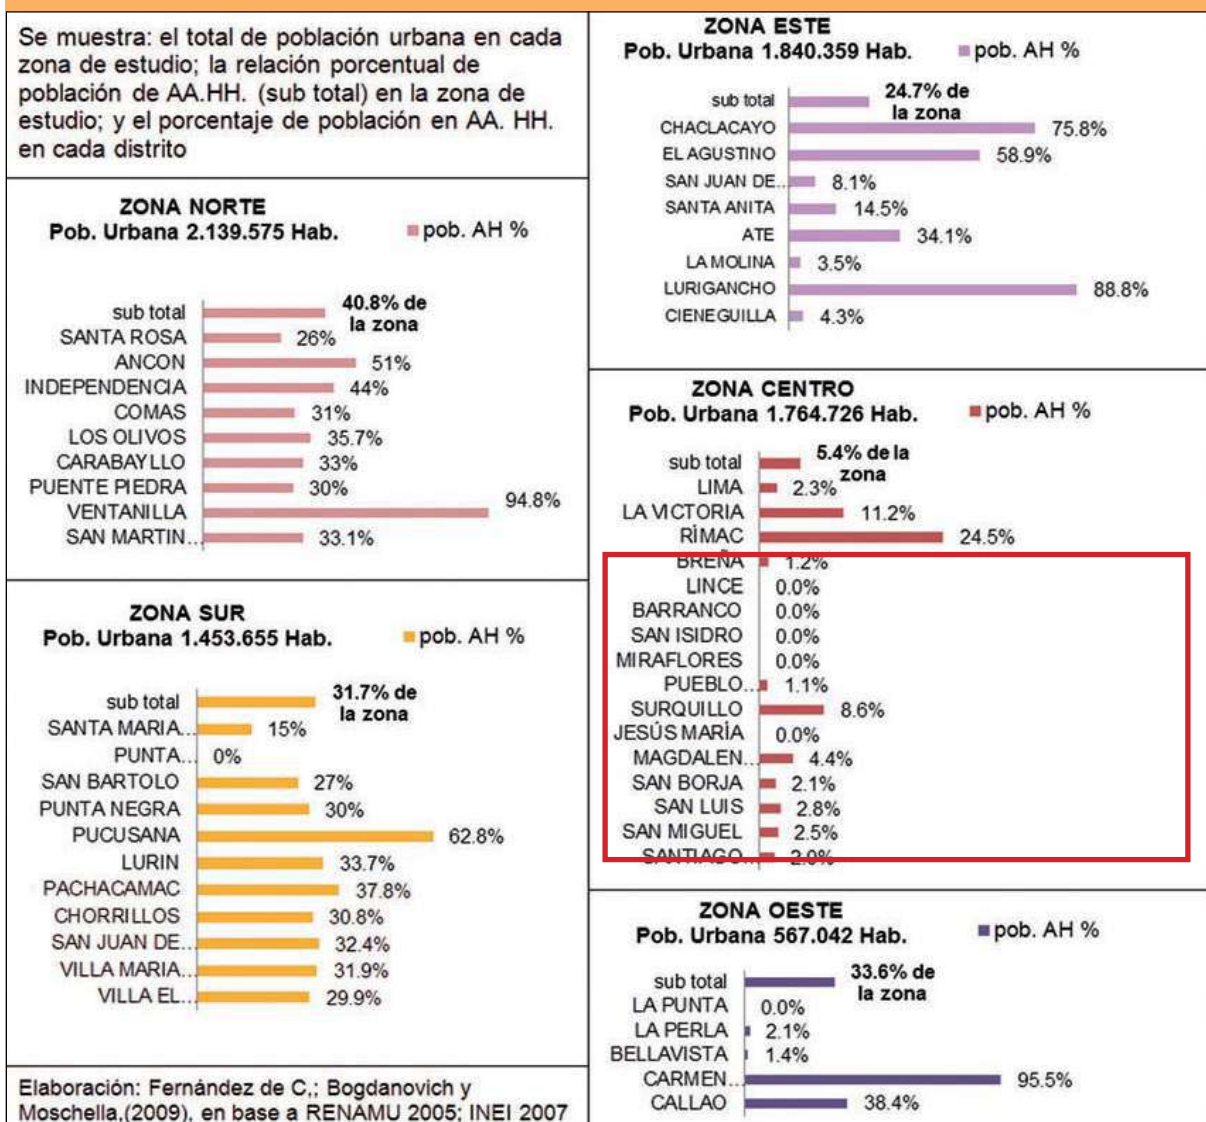 Se muestra: el total de población urbana en cada
zona de estudio; la relación porcentual de
población de AA.HH. (sub total) en la zona de
estudio; y el porcentaje de población en AA. HH.
en cada distrito
ZONA NORTE
Pob. Urbana 2.139.575 Hab.
pob. AH %
sub total 40.8% de la zona
SANTA ROSA 26%
ANCON 51%
INDEPENDENCIA 44%
COMAS 31%
LOS OLIVOS 35.7%
CARABAYLLO 33%
PUENTE PIEDRA 30%
VENTANILLA 94.8%
SAN MARTIN ... 33.1%
ZONA SUR
Pob. Urbana 1.453.655 Hab.
pob. AH %
sub total 31.7% de la zona
SANTA MARIA... 15%
PUNTA... 0%
SAN BARTOLO 27%
PUNTA NEGRA 30%
PUCUSANA 62.8%
LURIN 33.7%
PACHACAMAC 37.8%
CHORRILLOS 30.8%
SAN JUAN DE... 32.4%
VILLA MARIA... 31.9%
VILLA EL... 29.9%
Elaboración: Fernández de C,; Bogdanovich y
Moschella,(2009), en base a RENAMU 2005; INEI 2007
ZONA ESTE
Pob. Urbana 1.840.359 Hab.
pob. AH %
sub total 24.7% de la zona
CHACLACAYO 75.8%
EL AGUSTINO 58.9%
SAN JUAN DE... 8.1%
SANTA ANITA 14.5%
ATE 34.1%
LA MOLINA 3.5%
LURIGANCHO 88.8%
CIENEGUILLA 4.3%
ZONA CENTRO
Pob. Urbana 1.764.726 Hab.
pob. AH %
sub total 5.4% de la zona
LIMA 2.3%
LA VICTORIA 11.2%
RÍMAC 24.5%
BREÑA 1.2%
LINCE 0.0%
BARRANCO 0.0%
SAN ISIDRO 0.0%
MIRAFLORES 0.0%
PUEBLO... 1.1%
SURQUILLO 8.6%
JESÚS MARÍA 0.0%
MAGDALEN... 4.4%
SAN BORJA 2.1%
SAN LUIS 2.8%
SAN MIGUEL 2.5%
SANTIAGO... 2.0%
ZONA OESTE
Pob. Urbana 567.042 Hab.
pob. AH %
sub total 33.6% de la zona
LA PUNTA 0.0%
LA PERLA 2.1%
BELLAVISTA 1.4%
CARMEN... 95.5%
CALLAO 38.4%